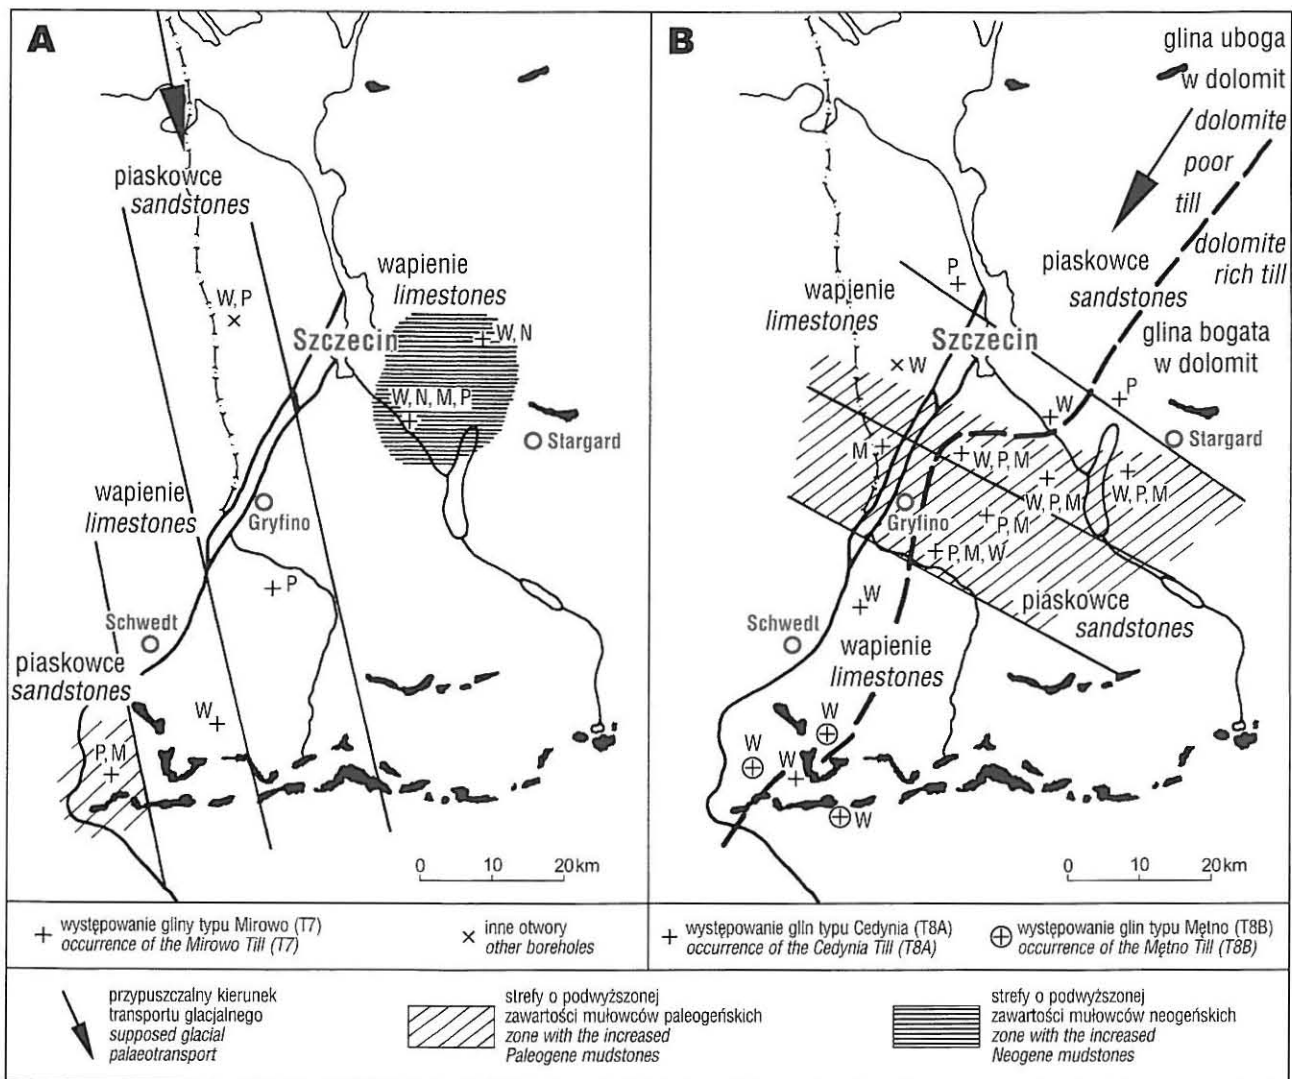 A
piaskowce
sandstones
wapienie
limestones
W, P
Szczecin
W, N
W, N, M, P
Stargard
wapienie
limestones
Gryfino
P
Schwedt
piaskowce
sandstones
W
P, M
0 10 20 km
B
glina uboga
w dolomit
dolomite
poor
till
dolomite
rich till
piaskowce
sandstones
P
wapienie
limestones
glina bogata
w dolomit
Szczecin
W
P
W
Stargard
M
W, P, M
W, P, M
W, P, M
Gryfino
P, M
P, M, W
piaskowce
sandstones
W
Schwedt
wapienie
limestones
W
W
W
W
0 10 20 km
występowanie gliny typu Mirowo (T7)
occurrence of the Mirowo Till (T7)
inne otwory
other boreholes
występowanie glin typu Cedynia (T8A)
occurrence of the Cedynia Till (T8A)
występowanie glin typu Mętno (T8B)
occurrence of the Mętno Till (T8B)
przypuszczalny kierunek
transportu glacjalnego
supposed glacial
palaeotransport
strefy o podwyższonej
zawartości mułowców paleogeńskich
zone with the increased
Paleogene mudstones
strefy o podwyższonej
zawartości mułowców neogeńskich
zone with the increased
Neogene mudstones